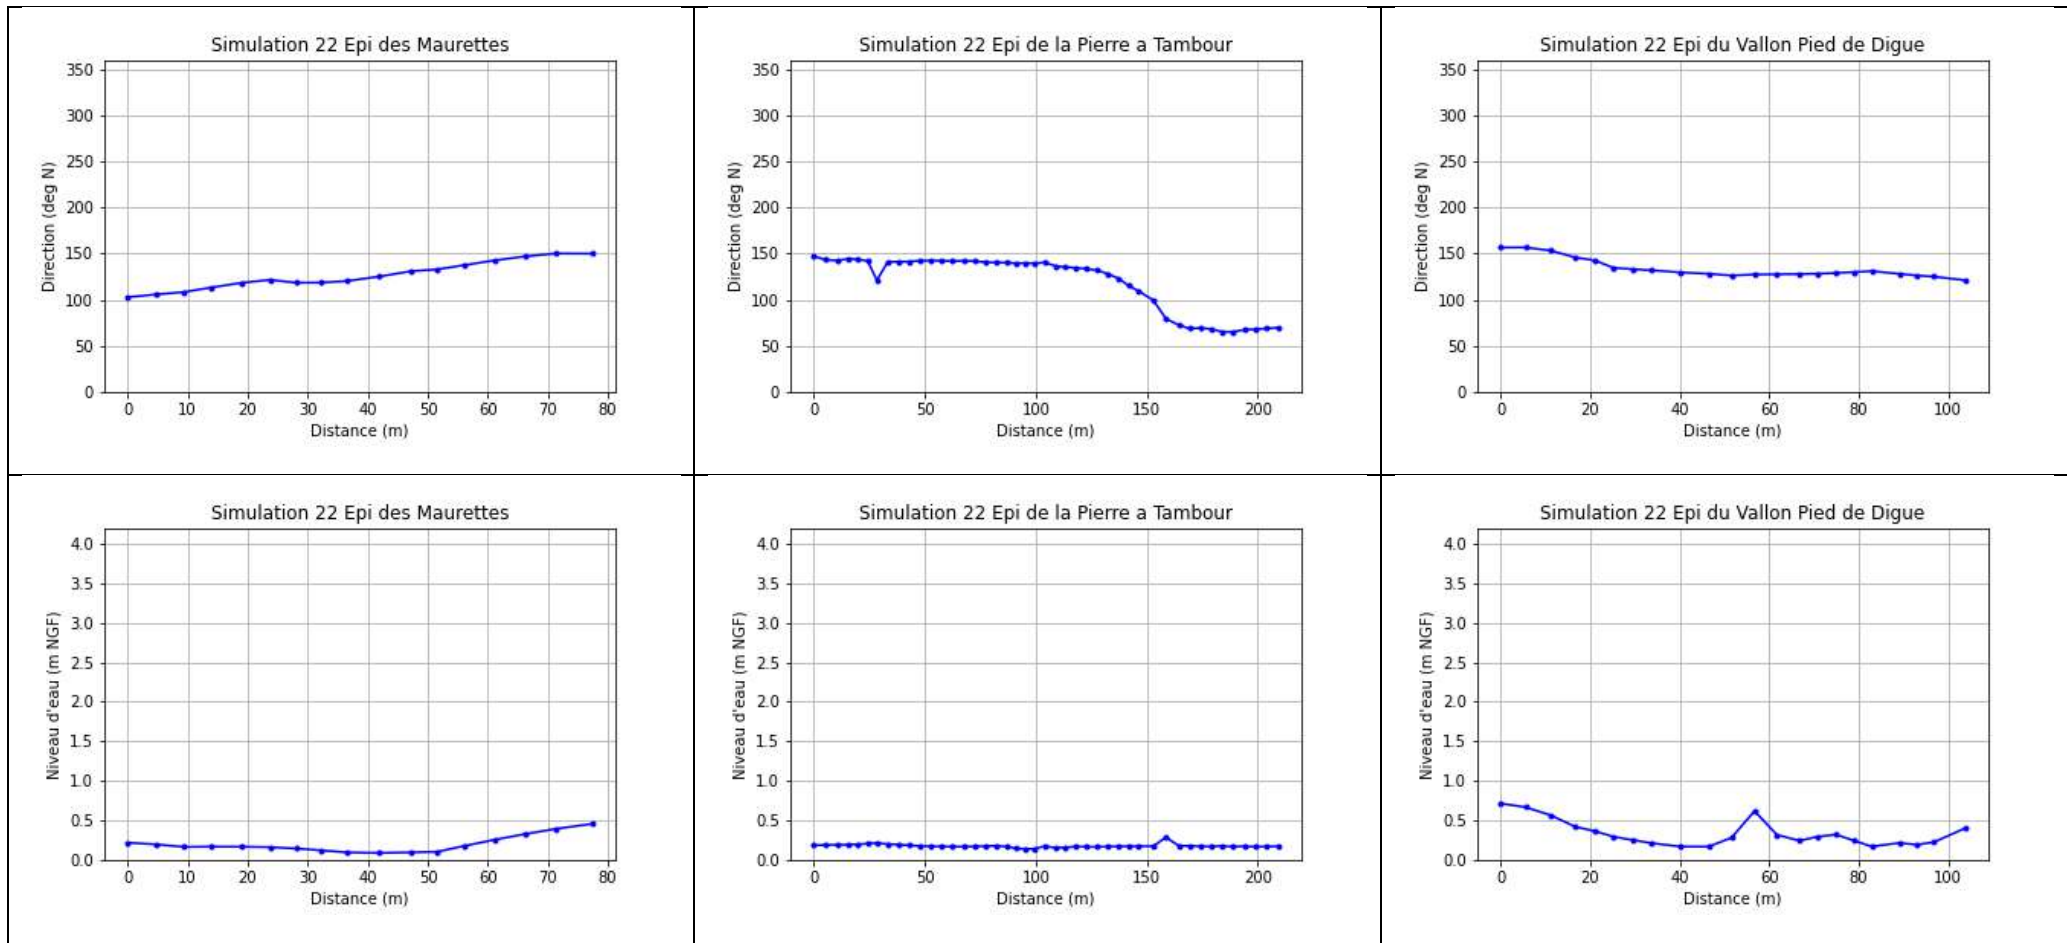 Simulation 22 Epi des Maurettes
350
300
250
200
150
100
50
0
Direction (deg N)
0 10 20 30 40 50 60 70 80
Distance (m)
Simulation 22 Epi de la Pierre a Tambour
350
300
250
200
150
100
50
0
Direction (deg N)
0 50 100 150 200
Distance (m)
Simulation 22 Epi du Vallon Pied de Digue
350
300
250
200
150
100
50
0
Direction (deg N)
0 20 40 60 80 100
Distance (m)
Simulation 22 Epi des Maurettes
4.0
3.5
3.0
2.5
2.0
1.5
1.0
0.5
0.0
Niveau d'eau (m NGF)
0 10 20 30 40 50 60 70 80
Distance (m)
Simulation 22 Epi de la Pierre a Tambour
4.0
3.5
3.0
2.5
2.0
1.5
1.0
0.5
0.0
Niveau d'eau (m NGF)
0 50 100 150 200
Distance (m)
Simulation 22 Epi du Vallon Pied de Digue
4.0
3.5
3.0
2.5
2.0
1.5
1.0
0.5
0.0
Niveau d'eau (m NGF)
0 20 40 60 80 100
Distance (m)